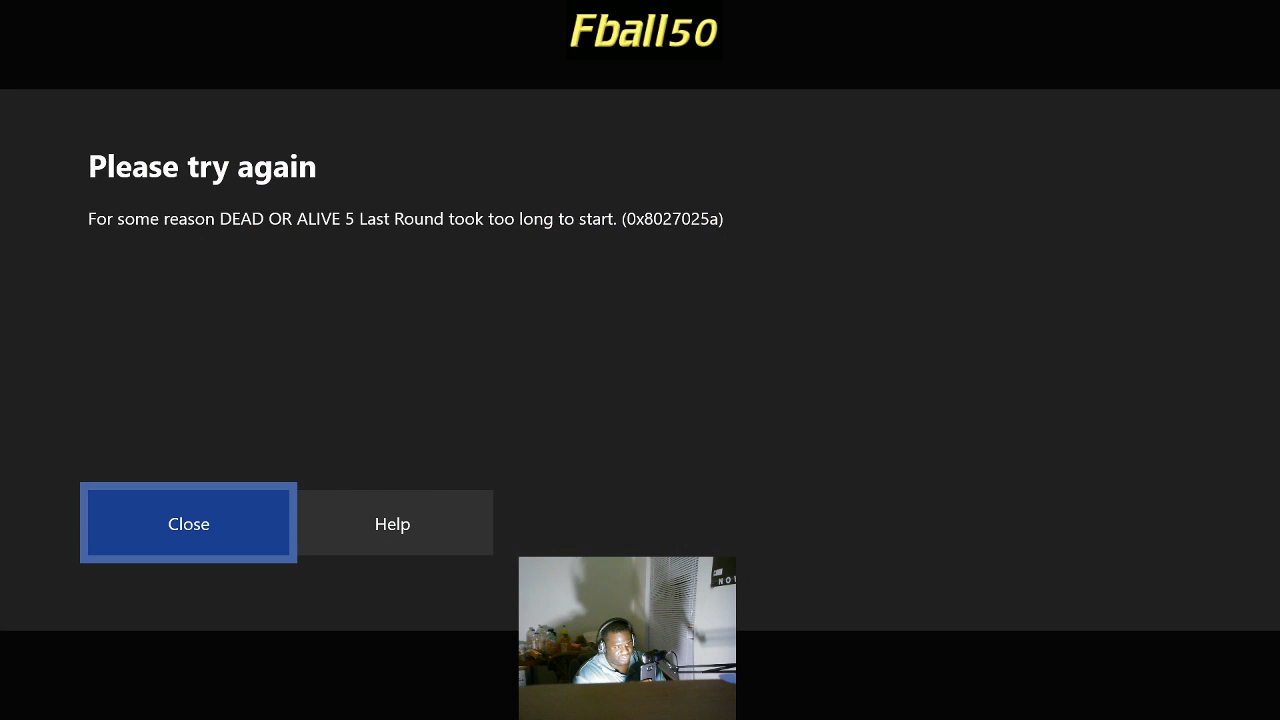 Fball50
Please try again
For some reason DEAD OR ALIVE 5 Last Round took too long to start. (0x8027025a)
Close
Help